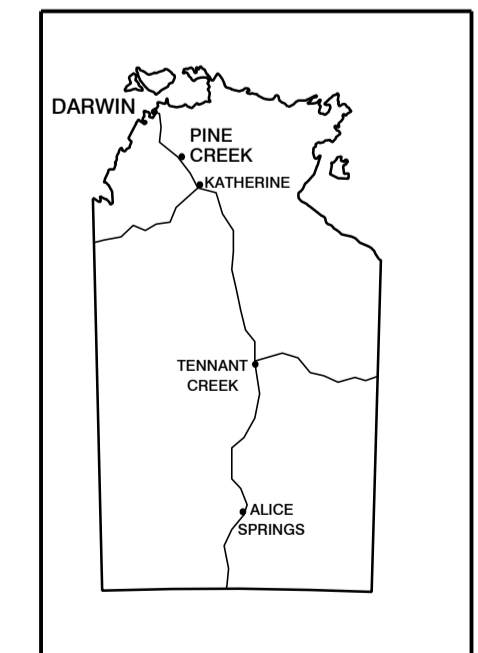 DARWIN
PINE
CREEK
KATHERINE
TENNANT
CREEK
ALICE
SPRINGS